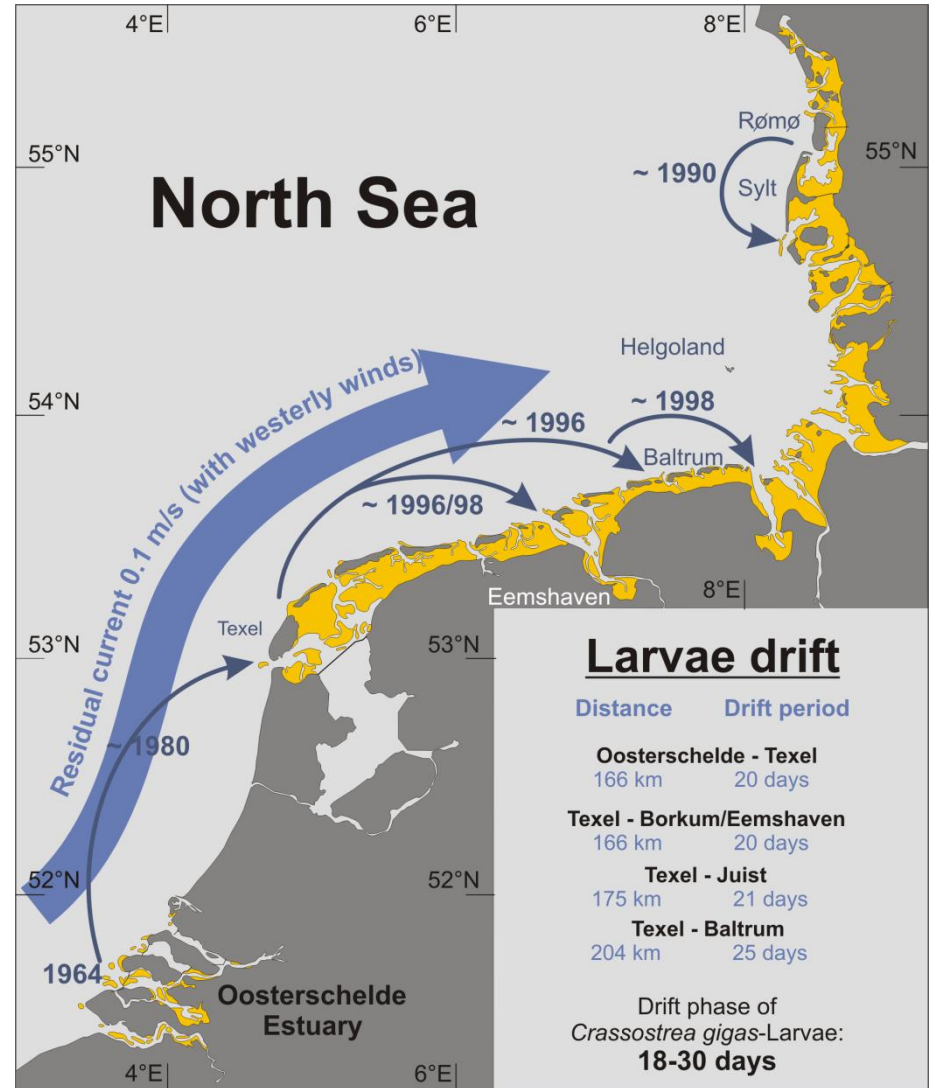 4°E
6°E
8°E
Rømø
55°N
55°N
~ 1990
Sylt
North Sea
Helgoland
54°N
54°N
~ 1998
~ 1996
Baltrum
Residual current 0.1 m/s (with westerly winds)
~ 1996/98
Eemshaven
8°E
Texel
53°N
53°N
~ 1980
52°N
52°N
1964
Oosterschelde
Estuary
4°E
6°E
Larvae drift
Distance Drift period
Oosterschelde - Texel
166 km 20 days
Texel - Borkum/Eemshaven
166 km 20 days
Texel - Juist
175 km 21 days
Texel - Baltrum
204 km 25 days
Drift phase of
Crassostrea gigas-Larvae:
18-30 days